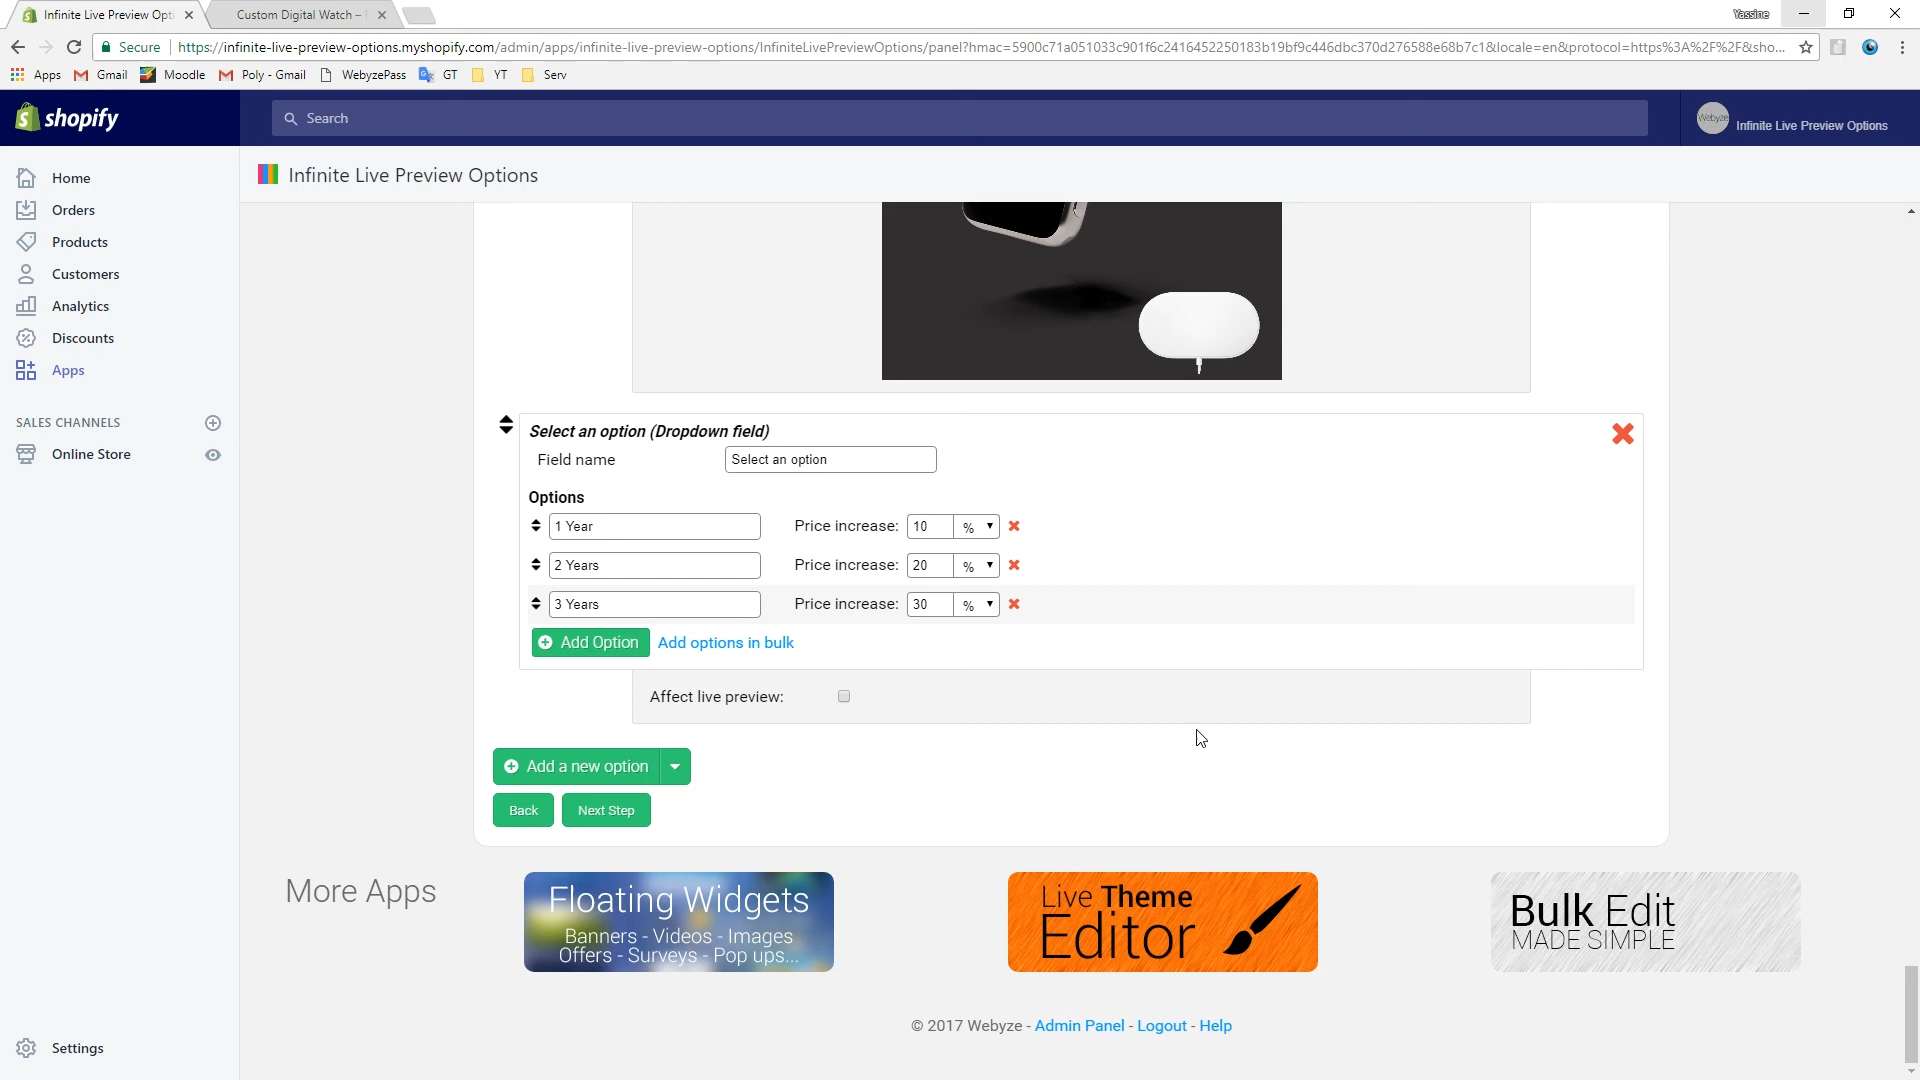 Infinite Live Preview Opti
Custom Digital Watch –
Yassine
Secure https://infinite-live-preview-options.myshopify.com/admin/apps/infinite-live-preview-options/InfiniteLivePreviewOptions/panel?hmac=5900c71a051033c901f6c2416452250183b19bf9c446dbc370d276588e68b7c1&locale=en&protocol=https%3A%2F%2F&sho...
Apps Gmail Moodle Poly - Gmail WebyzePass GT YT Serv
shopify
Search
Webyze
Infinite Live Preview Options
Infinite Live Preview Options
Home
Orders
Products
Customers
Analytics
Discounts
Apps
SALES CHANNELS
Online Store
Settings
Select an option (Dropdown field)
Field name Select an option
Options
1 Year Price increase: 10 %
2 Years Price increase: 20 %
3 Years Price increase: 30 %
Add Option Add options in bulk
Affect live preview:
Add a new option
Back Next Step
More Apps
Floating Widgets
Banners - Videos - Images
Offers - Surveys - Pop ups...
Live Theme
Editor
Bulk Edit
MADE SIMPLE
© 2017 Webyze - Admin Panel - Logout - Help